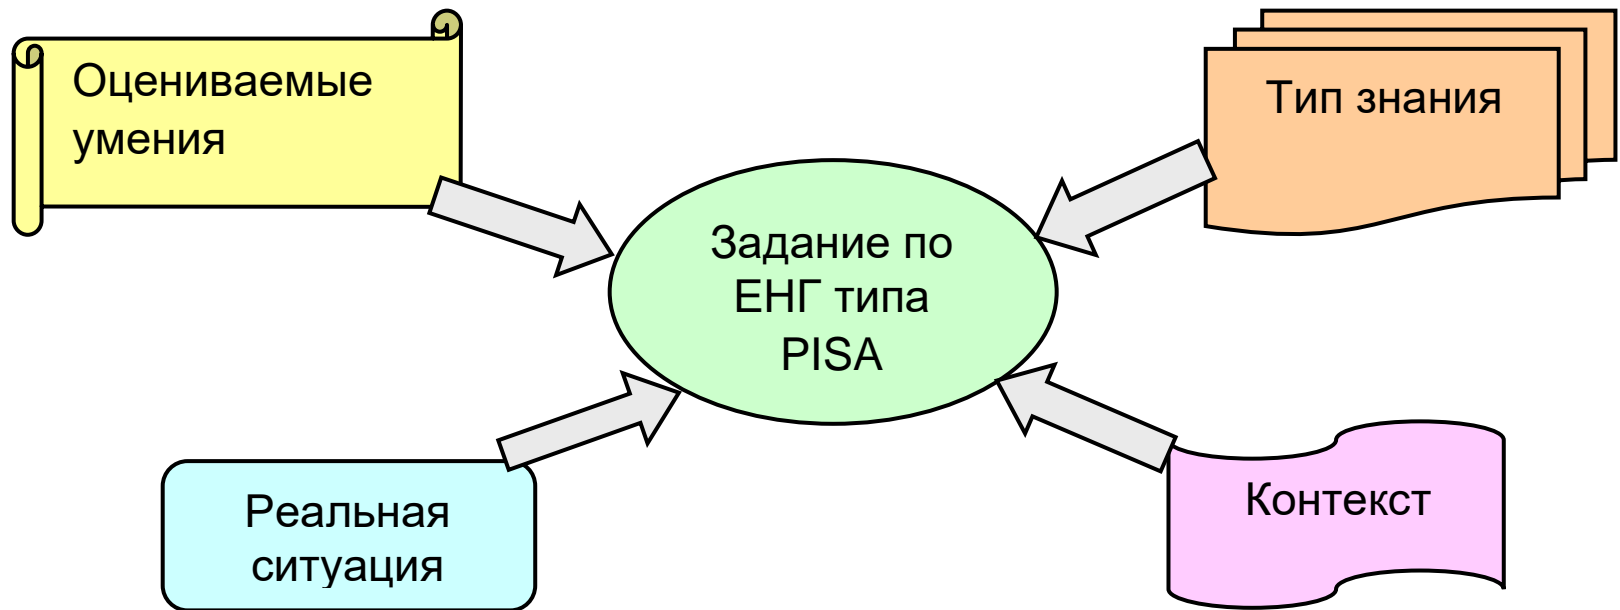 Оцениваемые
умения
Тип знания
Задание по
ЕНГ типа
PISA
Реальная
ситуация
Контекст